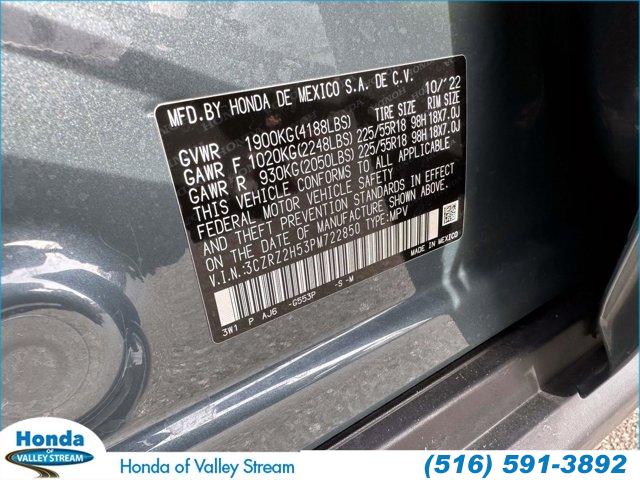 MFD.BY HONDA DE MEXICO S.A. DE C.V. 10/'22
TIRE SIZE RIM SIZE
GVWR 1900KG(4188LBS)
GAWR F 1020KG(2248LBS) 225/55R18 98H 18X7.0J
GAWR R 930KG(2050LBS) 225/55R18 98H 18X7.0J
THIS VEHICLE CONFORMS TO ALL APPLICABLE
FEDERAL MOTOR VEHICLE SAFETY
AND THEFT PREVENTION STANDARDS IN EFFECT
ON THE DATE OF MANUFACTURE SHOWN ABOVE.
V.I.N.:3CZRZ2H53PM722850 TYPE: MPV
MADE IN MEXICO
3W1 P AJ6 -G553P -S -M
Honda
OF
VALLEY STREAM
Honda of Valley Stream
(516) 591-3892